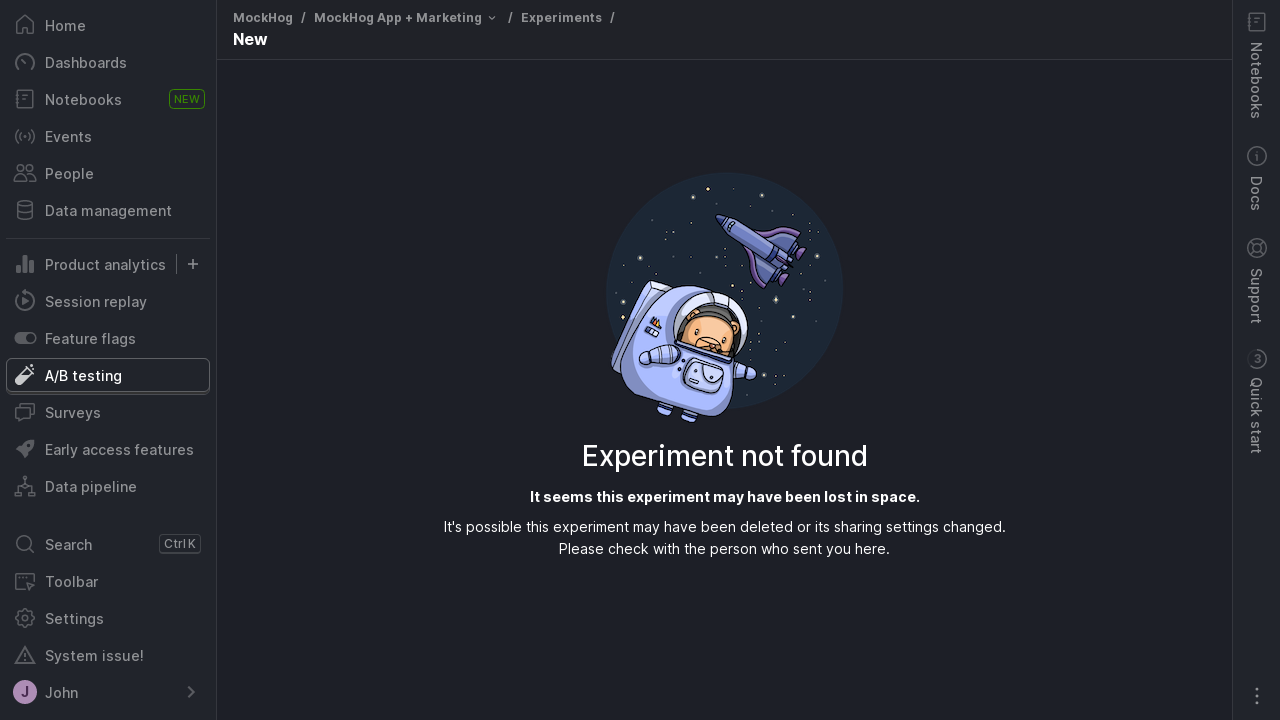 Home
Dashboards
Notebooks
NEW
Events
People
Data management
Product analytics
Session replay
Feature flags
A/B testing
Surveys
Early access features
Data pipeline
Search
Ctrl K
Toolbar
Settings
System issue!
J
John
MockHog / MockHog App + Marketing / Experiments /
New
Experiment not found
It seems this experiment may have been lost in space.
It's possible this experiment may have been deleted or its sharing settings changed.
Please check with the person who sent you here.
Notebooks
Docs
Support
3
Quick start